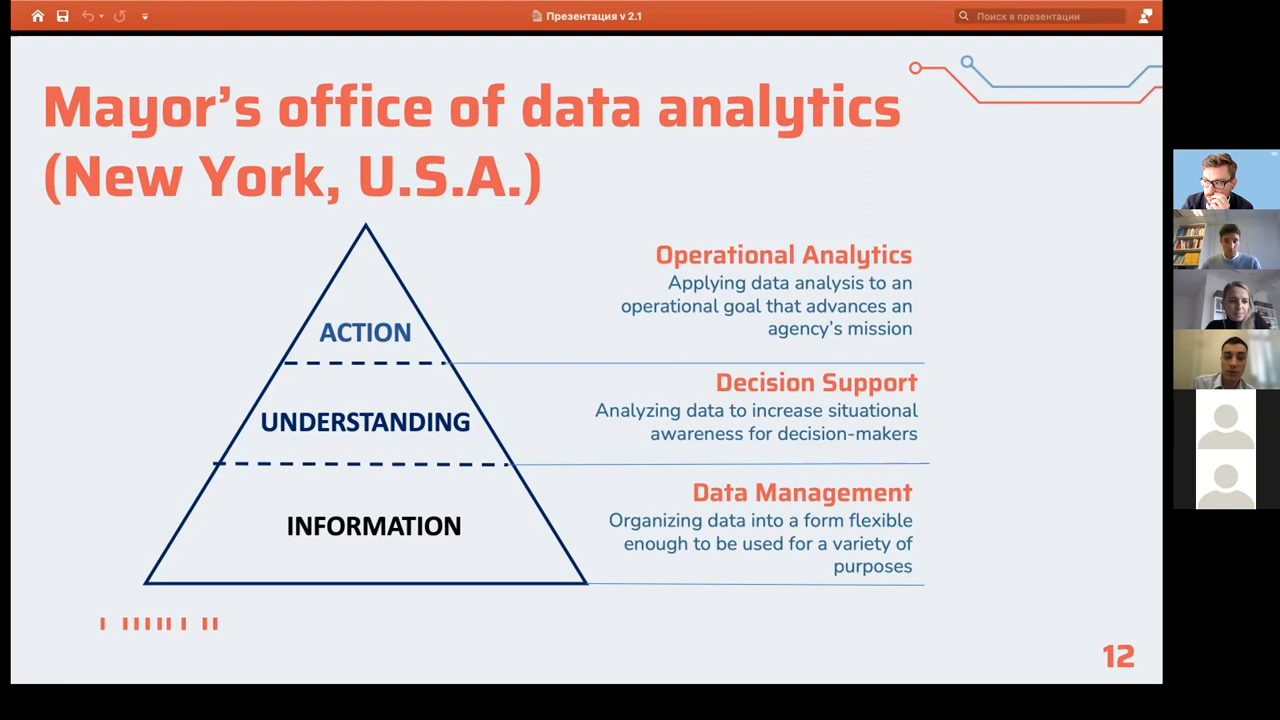 Презентация v 2.1
Поиск в презентации
Mayor's office of data analytics
(New York, U.S.A.)
ACTION
UNDERSTANDING
INFORMATION
Operational Analytics
Applying data analysis to an
operational goal that advances an
agency's mission
Decision Support
Analyzing data to increase situational
awareness for decision-makers
Data Management
Organizing data into a form flexible
enough to be used for a variety of
purposes
12